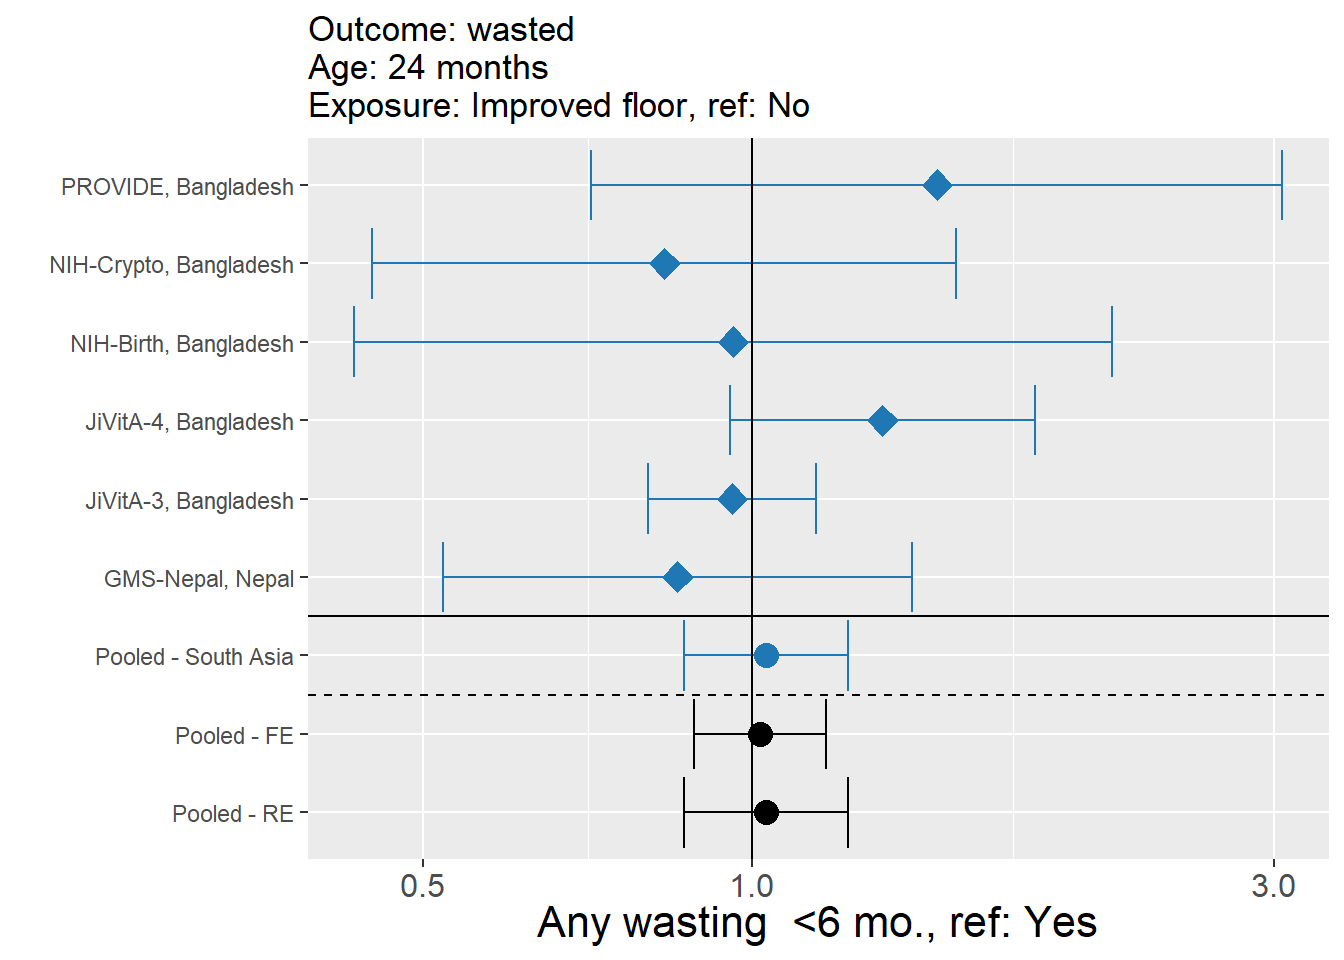 Outcome: wasted
Age: 24 months
Exposure: Improved floor, ref: No
PROVIDE, Bangladesh
NIH-Crypto, Bangladesh
NIH-Birth, Bangladesh
JiVitA-4, Bangladesh
JiVitA-3, Bangladesh
GMS-Nepal, Nepal
Pooled - South Asia
Pooled - FE
Pooled - RE
0.5 1.0 3.0
Any wasting  <6 mo., ref: Yes